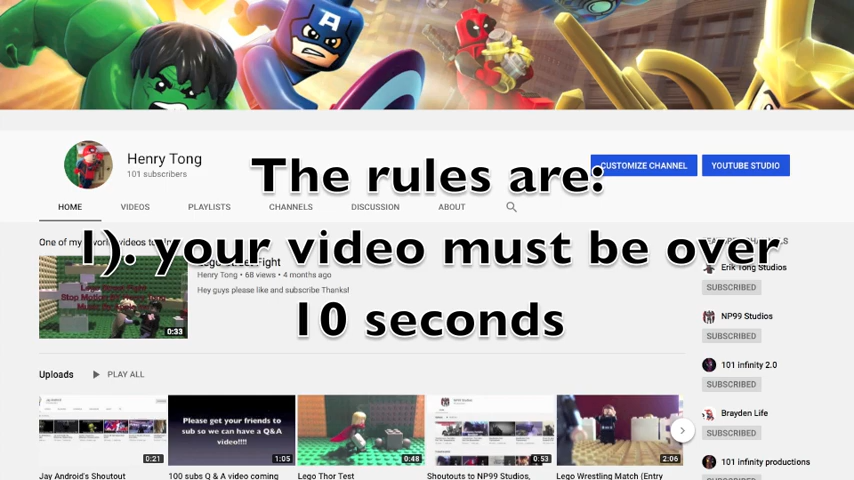 Henry Tong
101 subscribers
CUSTOMIZE CHANNEL
YOUTUBE STUDIO
The rules are:
HOME
VIDEOS
PLAYLISTS
CHANNELS
DISCUSSION
ABOUT
1). your video must be over
10 seconds
One of my favorite videos to
Fight
Henry Tong • 68 views • 4 months ago
Hey guys please like and subscribe Thanks!
0:33
Erik Tong Studios
SUBSCRIBED
NP99 Studios
SUBSCRIBED
101 infinity 2.0
SUBSCRIBED
Brayden Life
SUBSCRIBED
101 infinity productions
SUBSCRIBED
Uploads
PLAY ALL
0:21
Please get your friends to
sub so we can have a Q&A
video!!!!
1:05
0:48
0:53
2:06
Jay Android's Shoutout
100 subs Q & A video coming
Lego Thor Test
Shoutouts to NP99 Studios,
Lego Wrestling Match (Entry